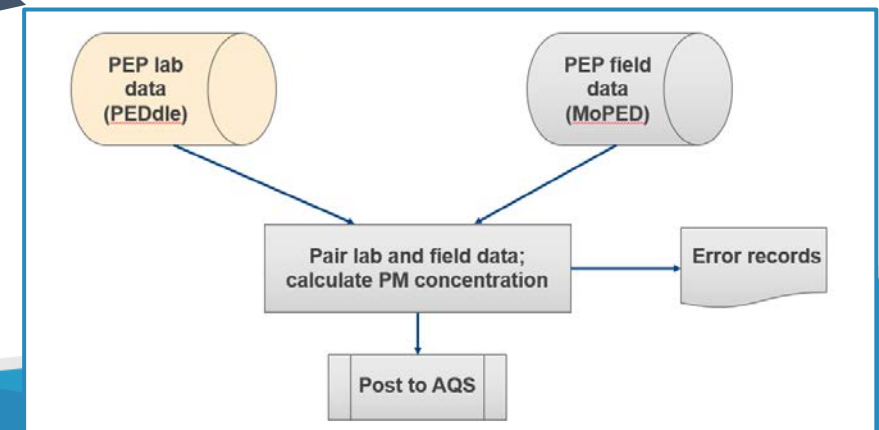 PEP lab
data
(PEDdle)
PEP field
data
(MoPED)
Pair lab and field data;
calculate PM concentration
Error records
Post to AQS